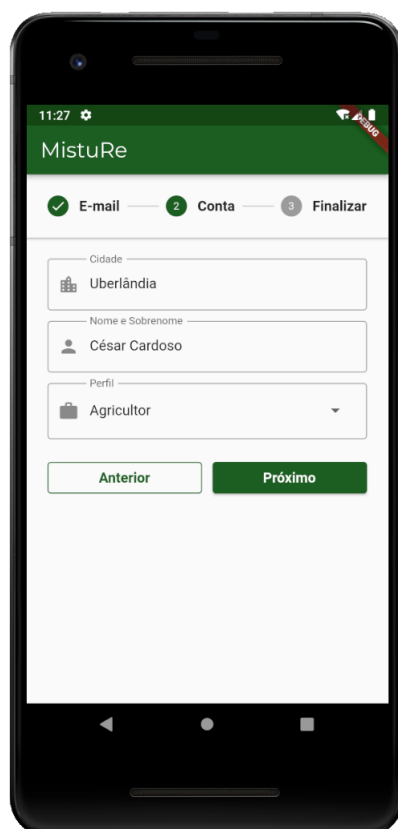 11:27
DEBUG
MistuRe
E-mail 2 Conta 3 Finalizar
Cidade
Uberlândia
Nome e Sobrenome
César Cardoso
Perfil
Agricultor
Anterior Próximo